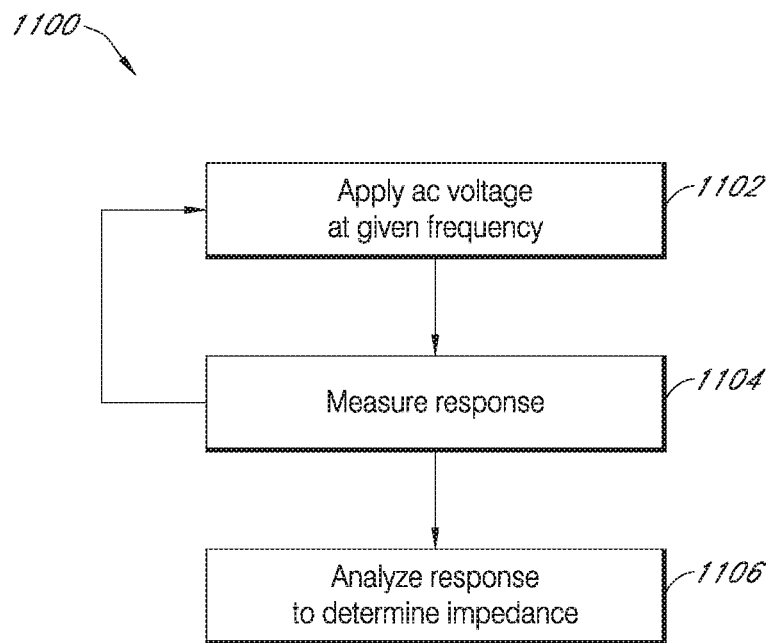 1100
Apply ac voltage
at given frequency
1102
Measure response
1104
Analyze response
to determine impedance
1106